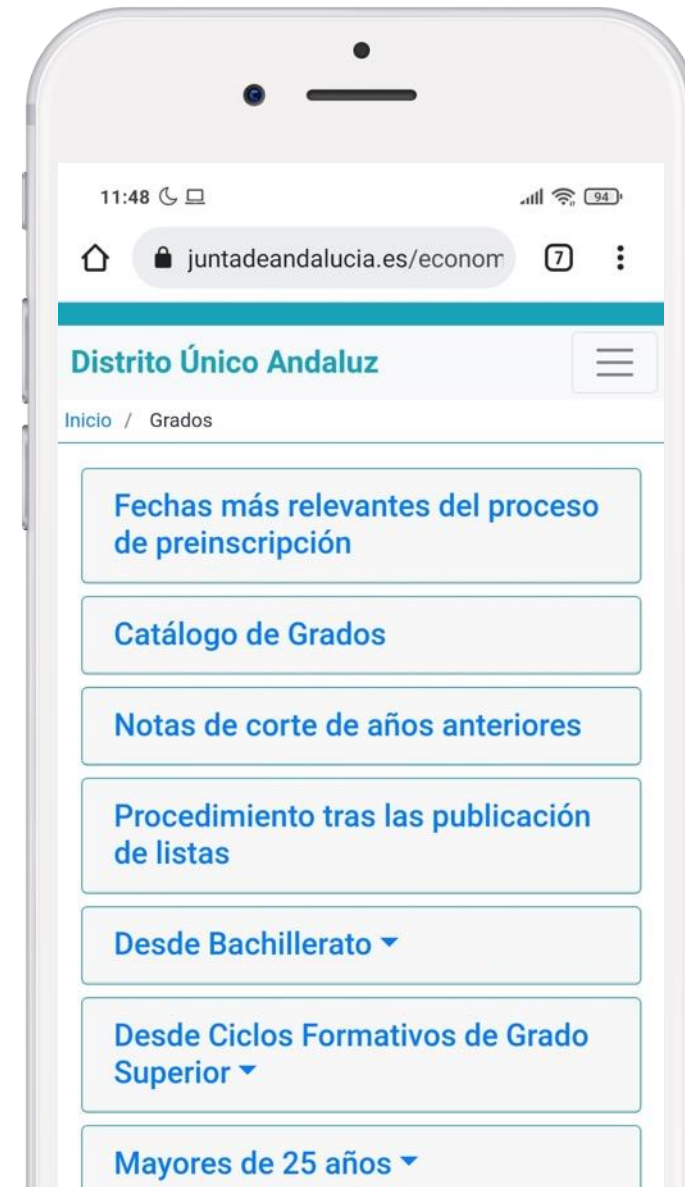 11:48
94
juntadeandalucia.es/econom
7
Distrito Único Andaluz
Inicio / Grados
Fechas más relevantes del proceso
de preinscripción
Catálogo de Grados
Notas de corte de años anteriores
Procedimiento tras las publicación
de listas
Desde Bachillerato
Desde Ciclos Formativos de Grado
Superior
Mayores de 25 años